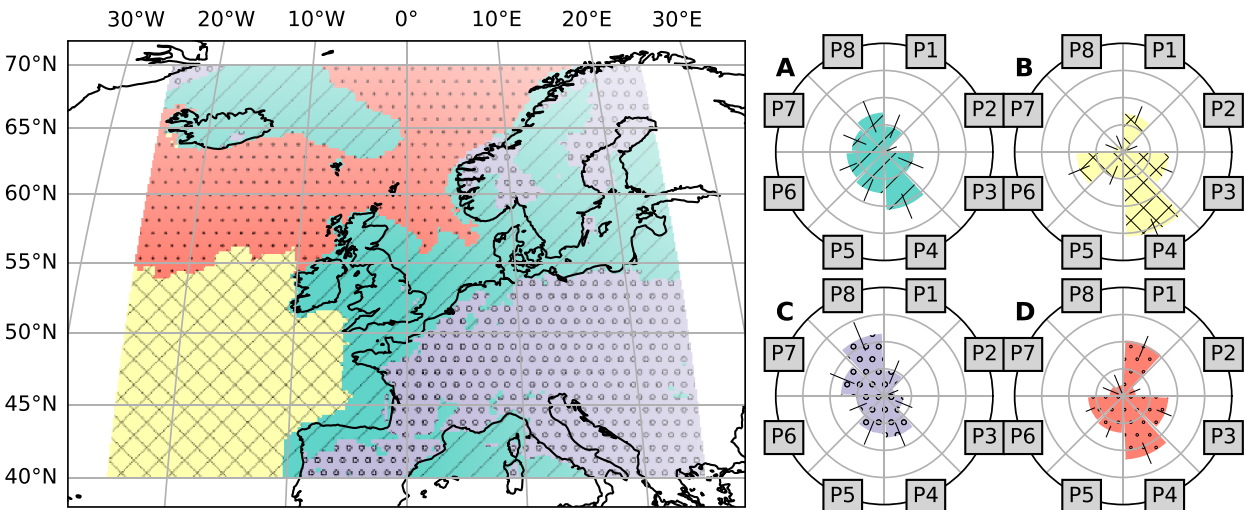 30°W 20°W 10°W 0° 10°E 20°E 30°E
70°N
65°N
60°N
55°N
50°N
45°N
40°N
A
P8 P1
P7 P2
P6 P3
P5 P4
B
P8 P1
P7 P2
P6 P3
P5 P4
C
P8 P1
P7 P2
P6 P3
P5 P4
D
P8 P1
P7 P2
P6 P3
P5 P4